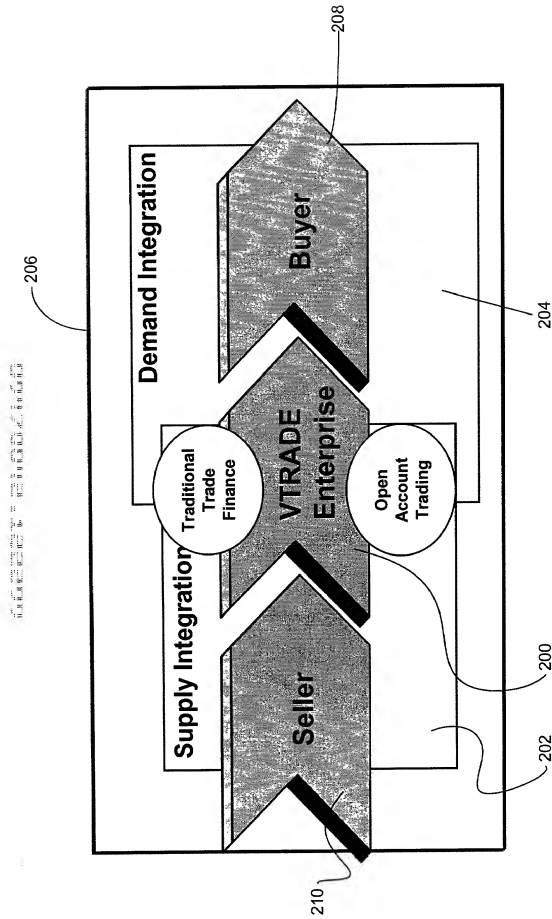 206
Supply Integration
Demand Integration
Traditional
Trade
Finance
Seller
VTRADE
Enterprise
Buyer
Open
Account
Trading
208
210
202
200
204